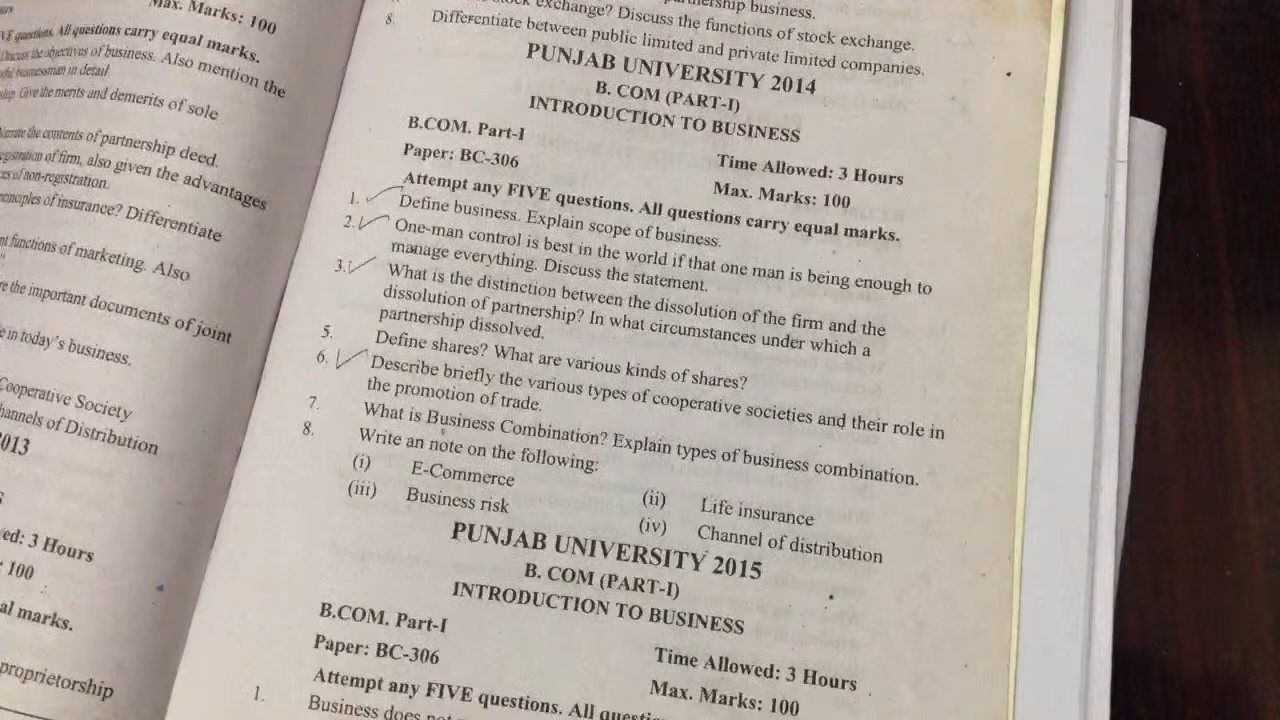 Max. Marks: 100
VE questions. All questions carry equal marks.
Discuss the objectives of business. Also mention the
businessman in detail
Give the merits and demerits of sole
the contents of partnership deed.
of firm, also given the advantages
of non-registration.
of insurance? Differentiate
functions of marketing. Also
the important documents of joint
in today's business.
Cooperative Society
hannels of Distribution
2013
ed: 3 Hours
: 100
al marks.
proprietorship
business.
exchange? Discuss the functions of stock exchange.
8. Differentiate between public limited and private limited companies.
PUNJAB UNIVERSITY 2014
B. COM (PART-I)
INTRODUCTION TO BUSINESS
B.COM. Part-I
Paper: BC-306
Time Allowed: 3 Hours
Max. Marks: 100
Attempt any FIVE questions. All questions carry equal marks.
1. Define business. Explain scope of business.
2. One-man control is best in the world if that one man is being enough to
manage everything. Discuss the statement.
3. What is the distinction between the dissolution of the firm and the
dissolution of partnership? In what circumstances under which a
partnership dissolved.
5. Define shares? What are various kinds of shares?
6. Describe briefly the various types of cooperative societies and their role in
the promotion of trade.
7. What is Business Combination? Explain types of business combination.
8. Write an note on the following:
(i) E-Commerce (ii) Life insurance
(iii) Business risk (iv) Channel of distribution
PUNJAB UNIVERSITY 2015
B. COM (PART-I)
INTRODUCTION TO BUSINESS
B.COM. Part-I
Paper: BC-306
Time Allowed: 3 Hours
Max. Marks: 100
Attempt any FIVE questions. All
1. Business does